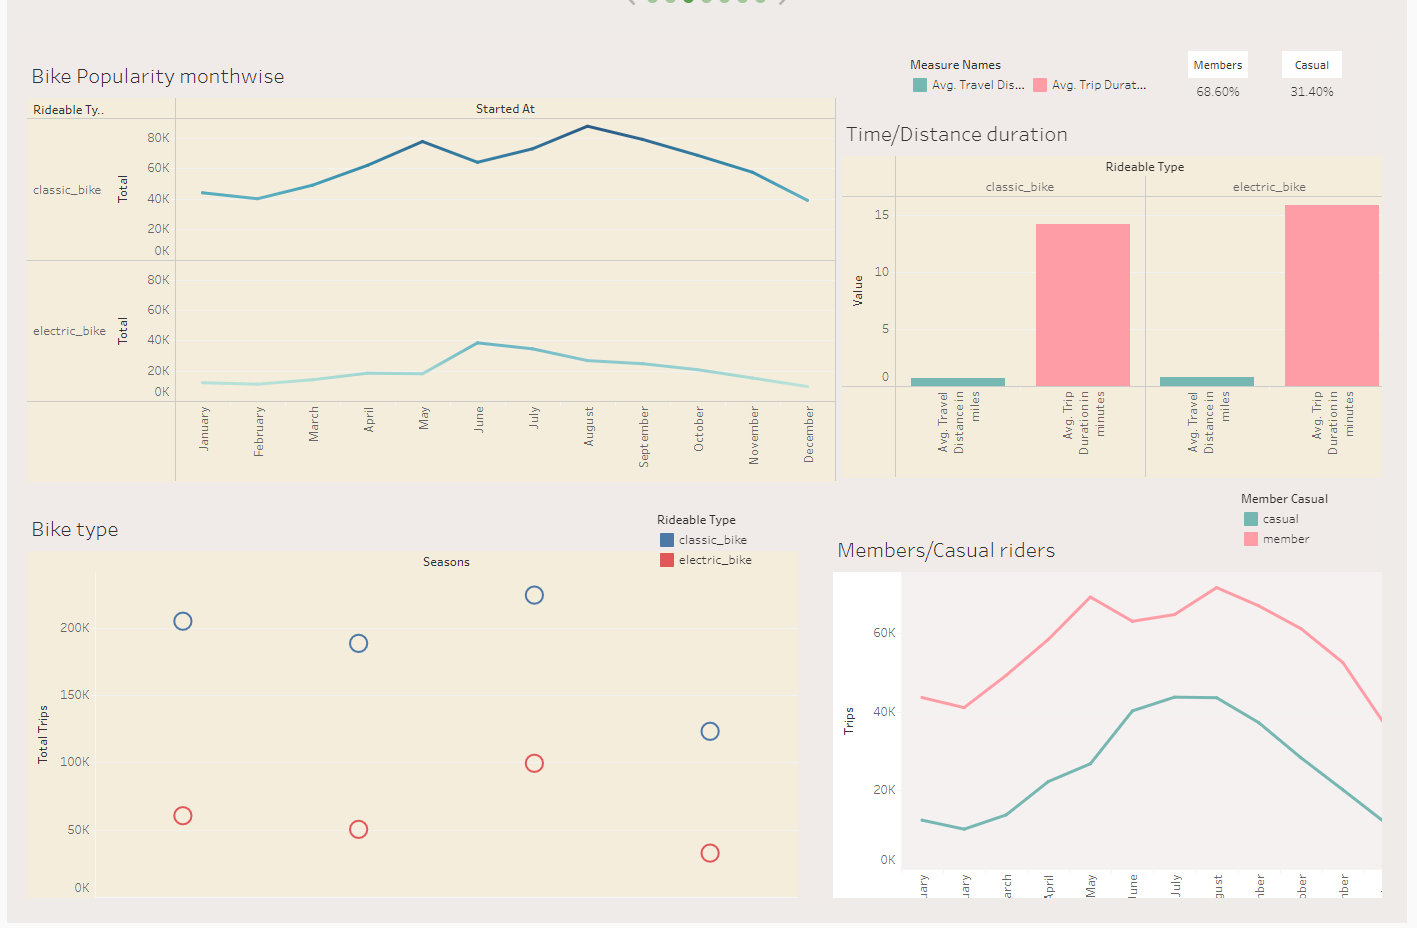 Bike Popularity monthwise
Rideable Ty..
Started At
classic_bike
Total
80K
60K
40K
20K
0K
electric_bike
Total
80K
60K
40K
20K
0K
January
February
March
April
May
June
July
August
September
October
November
December
Measure Names
Avg. Travel Dis...
Avg. Trip Durat...
Members
Casual
68.60%
31.40%
Time/Distance duration
Rideable Type
classic_bike
electric_bike
Value
15
10
5
0
Avg. Travel
Distance in
miles
Avg. Trip
Duration in
minutes
Avg. Travel
Distance in
miles
Avg. Trip
Duration in
minutes
Bike type
Rideable Type
classic_bike
electric_bike
Seasons
Total Trips
200K
150K
100K
50K
0K
Member Casual
casual
member
Members/Casual riders
Trips
60K
40K
20K
0K
uary
uary
arch
April
May
June
July
gust
nber
ober
nber